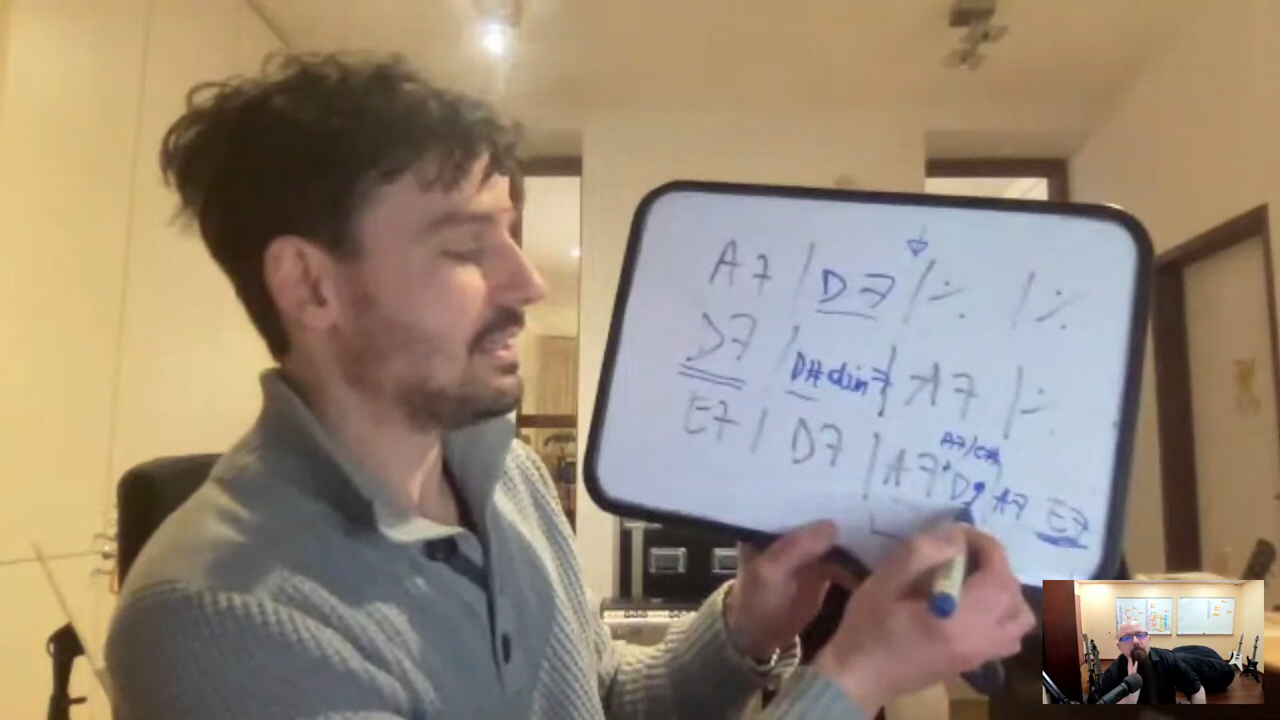 A7 | D7 | ٪ | ٪
D7 | D# dim7 | A7 | ٪
E7 | D7 | A7 D7 A7 E7
A7/C#